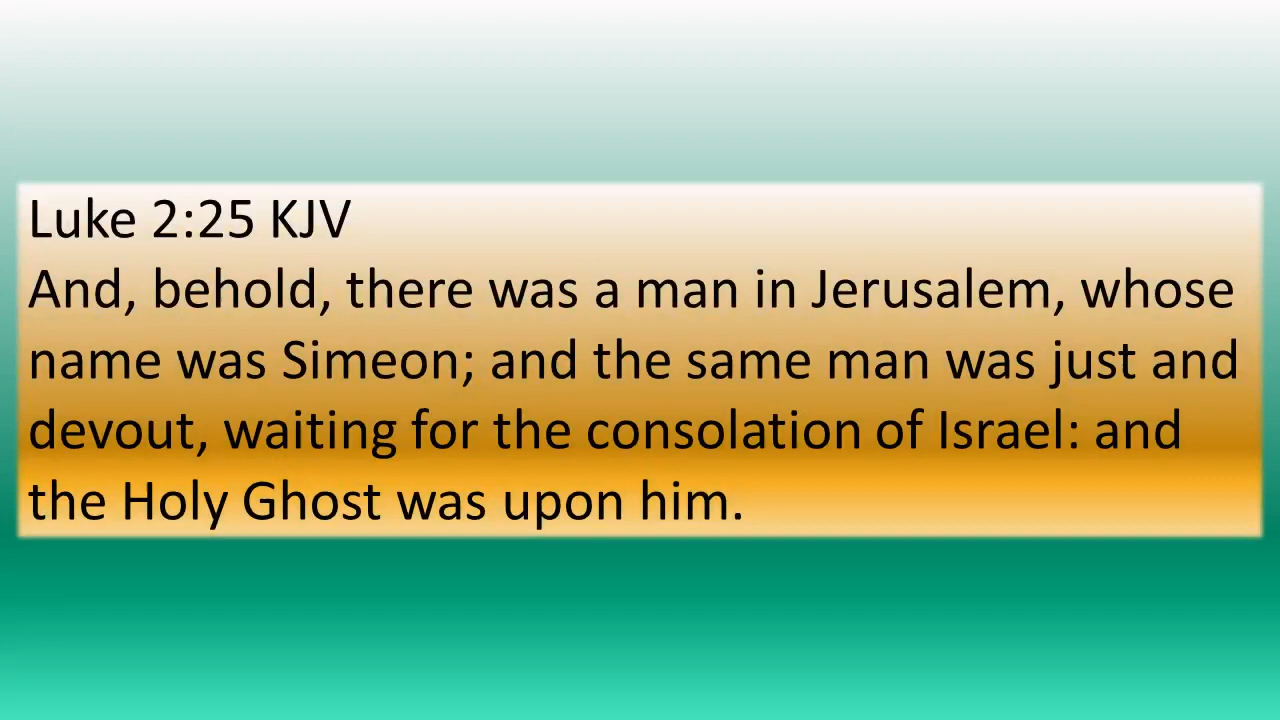 Luke 2:25 KJV
And, behold, there was a man in Jerusalem, whose
name was Simeon; and the same man was just and
devout, waiting for the consolation of Israel: and
the Holy Ghost was upon him.